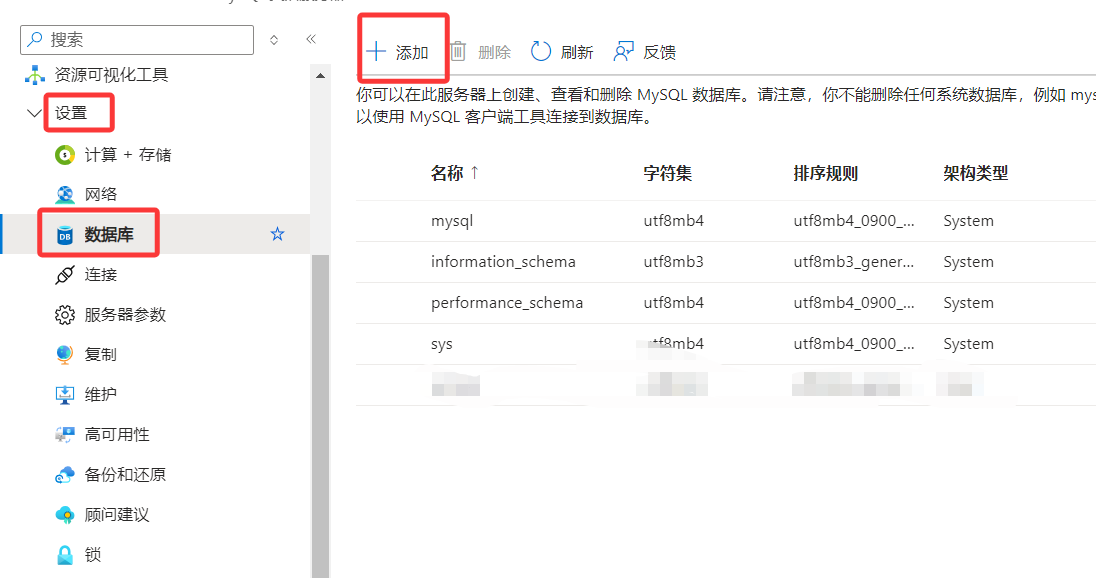 搜索
资源可视化工具
设置
计算 + 存储
网络
数据库
连接
服务器参数
复制
维护
高可用性
备份和还原
顾问建议
锁
添加
删除
刷新
反馈
你可以在此服务器上创建、查看和删除 MySQL 数据库。请注意，你不能删除任何系统数据库，例如 mys
以使用 MySQL 客户端工具连接到数据库。
名称 ↑ 字符集 排序规则 架构类型
mysql utf8mb4 utf8mb4_0900_... System
information_schema utf8mb3 utf8mb3_gener... System
performance_schema utf8mb4 utf8mb4_0900_... System
sys utf8mb4 utf8mb4_0900_... System